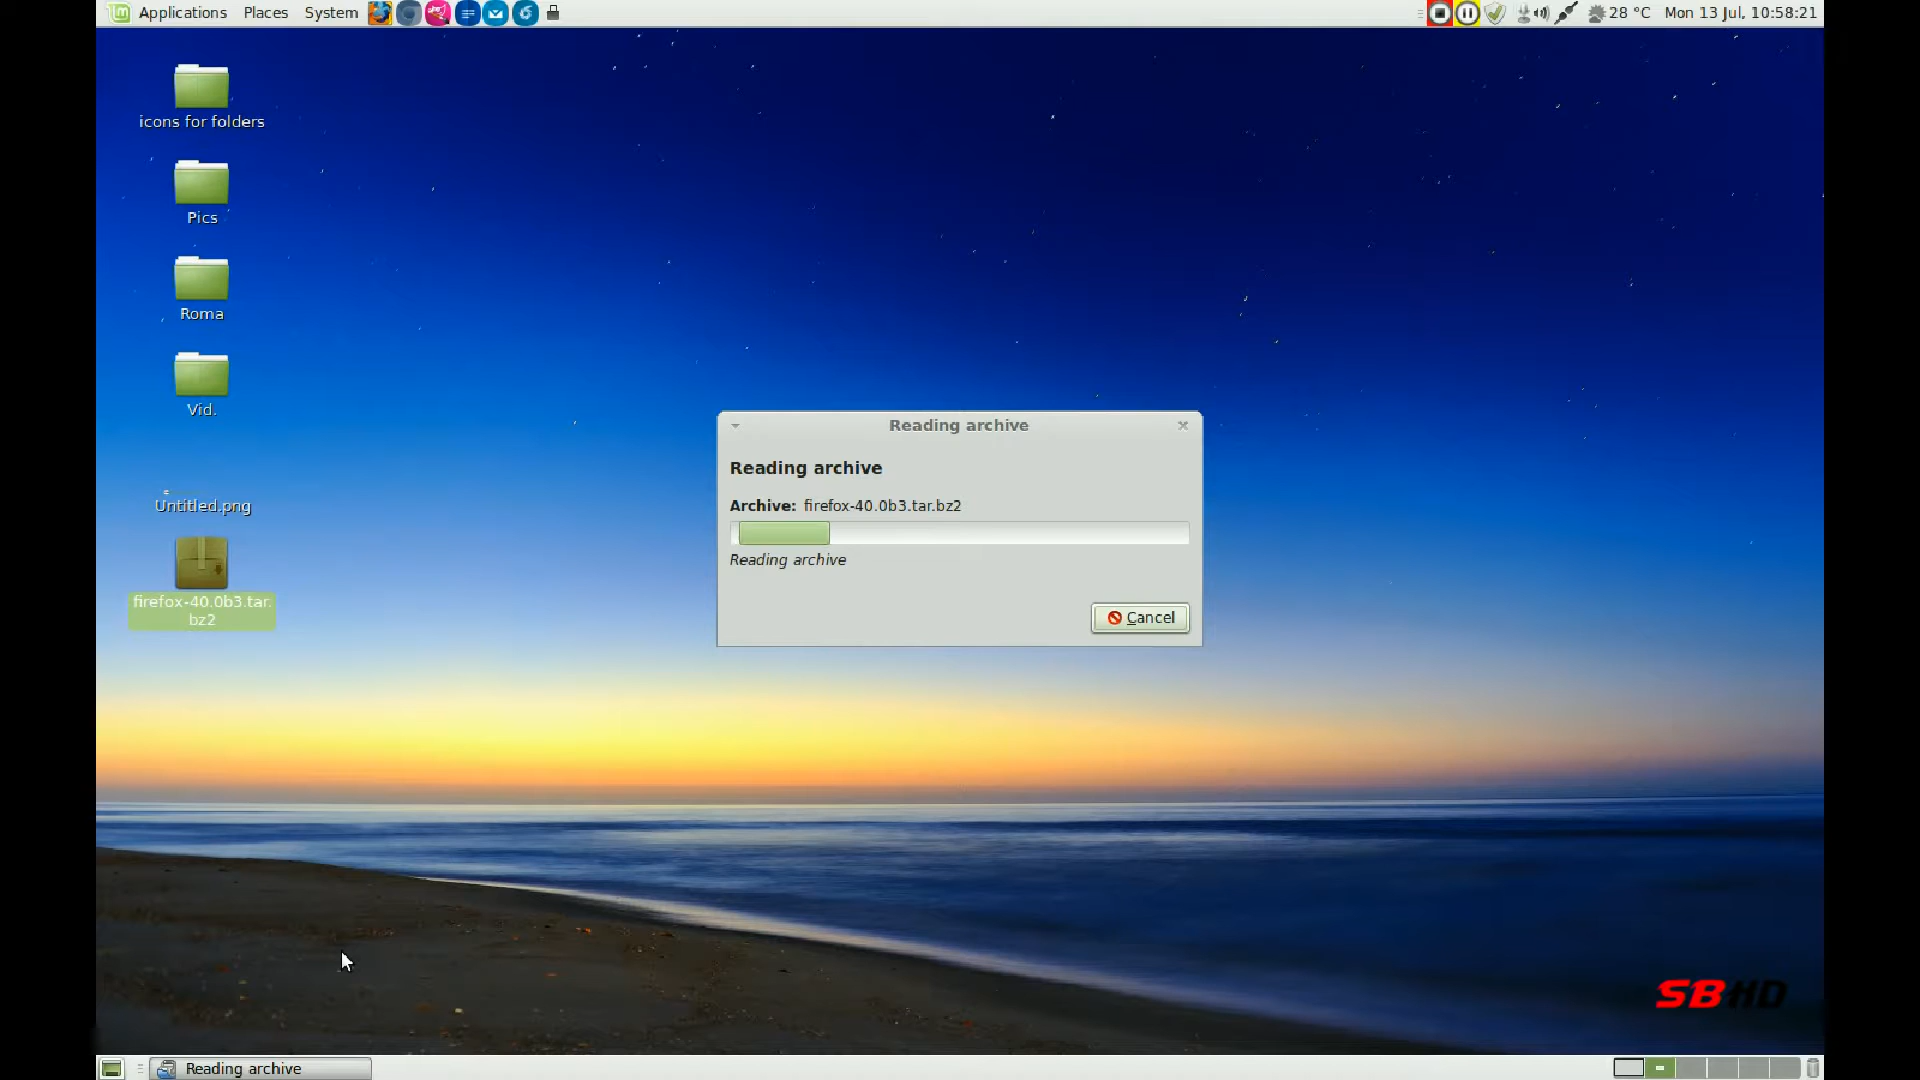 Applications Places System
28 °C Mon 13 Jul, 10:58:21
icons for folders
Pics
Roma
Vid.
Untitled.png
firefox-40.0b3.tar.
bz2
Reading archive
Reading archive
Archive: firefox-40.0b3.tar.bz2
Reading archive
Cancel
SBHD
Reading archive